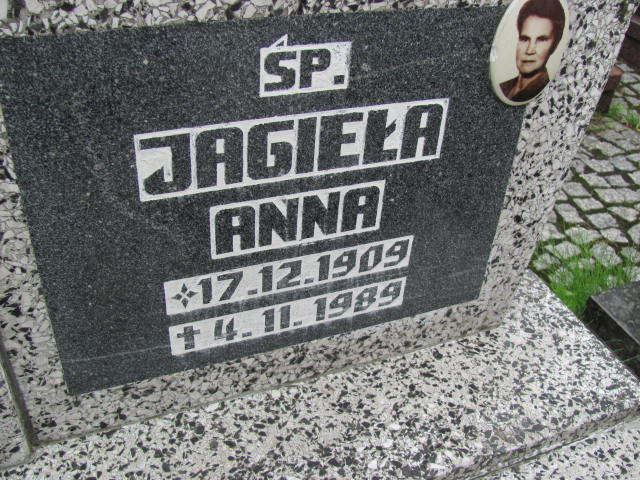 ŚP.
JAGIEŁA
ANNA
✧17.12.1909
✝4.11.1989